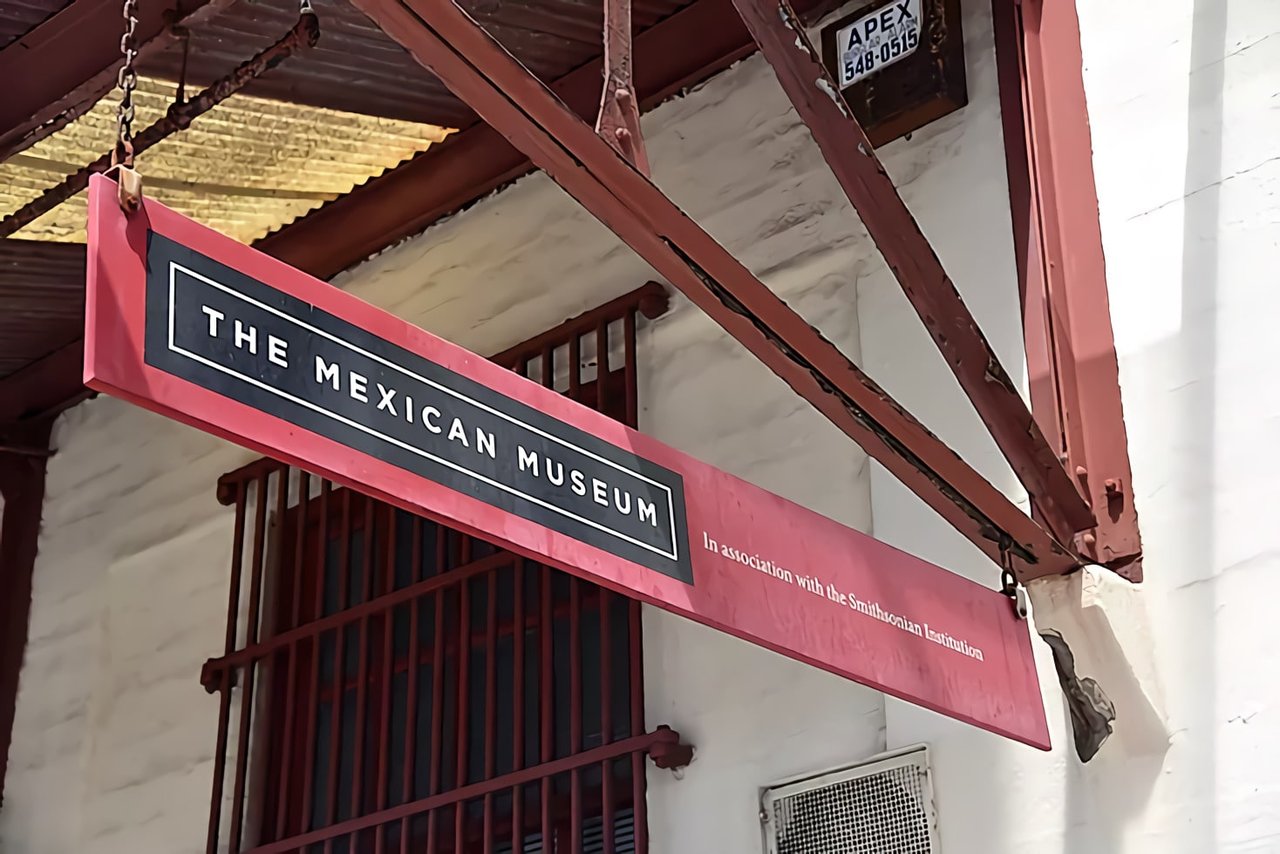 APEX
548-0515
THE MEXICAN MUSEUM
In association with the Smithsonian Institution